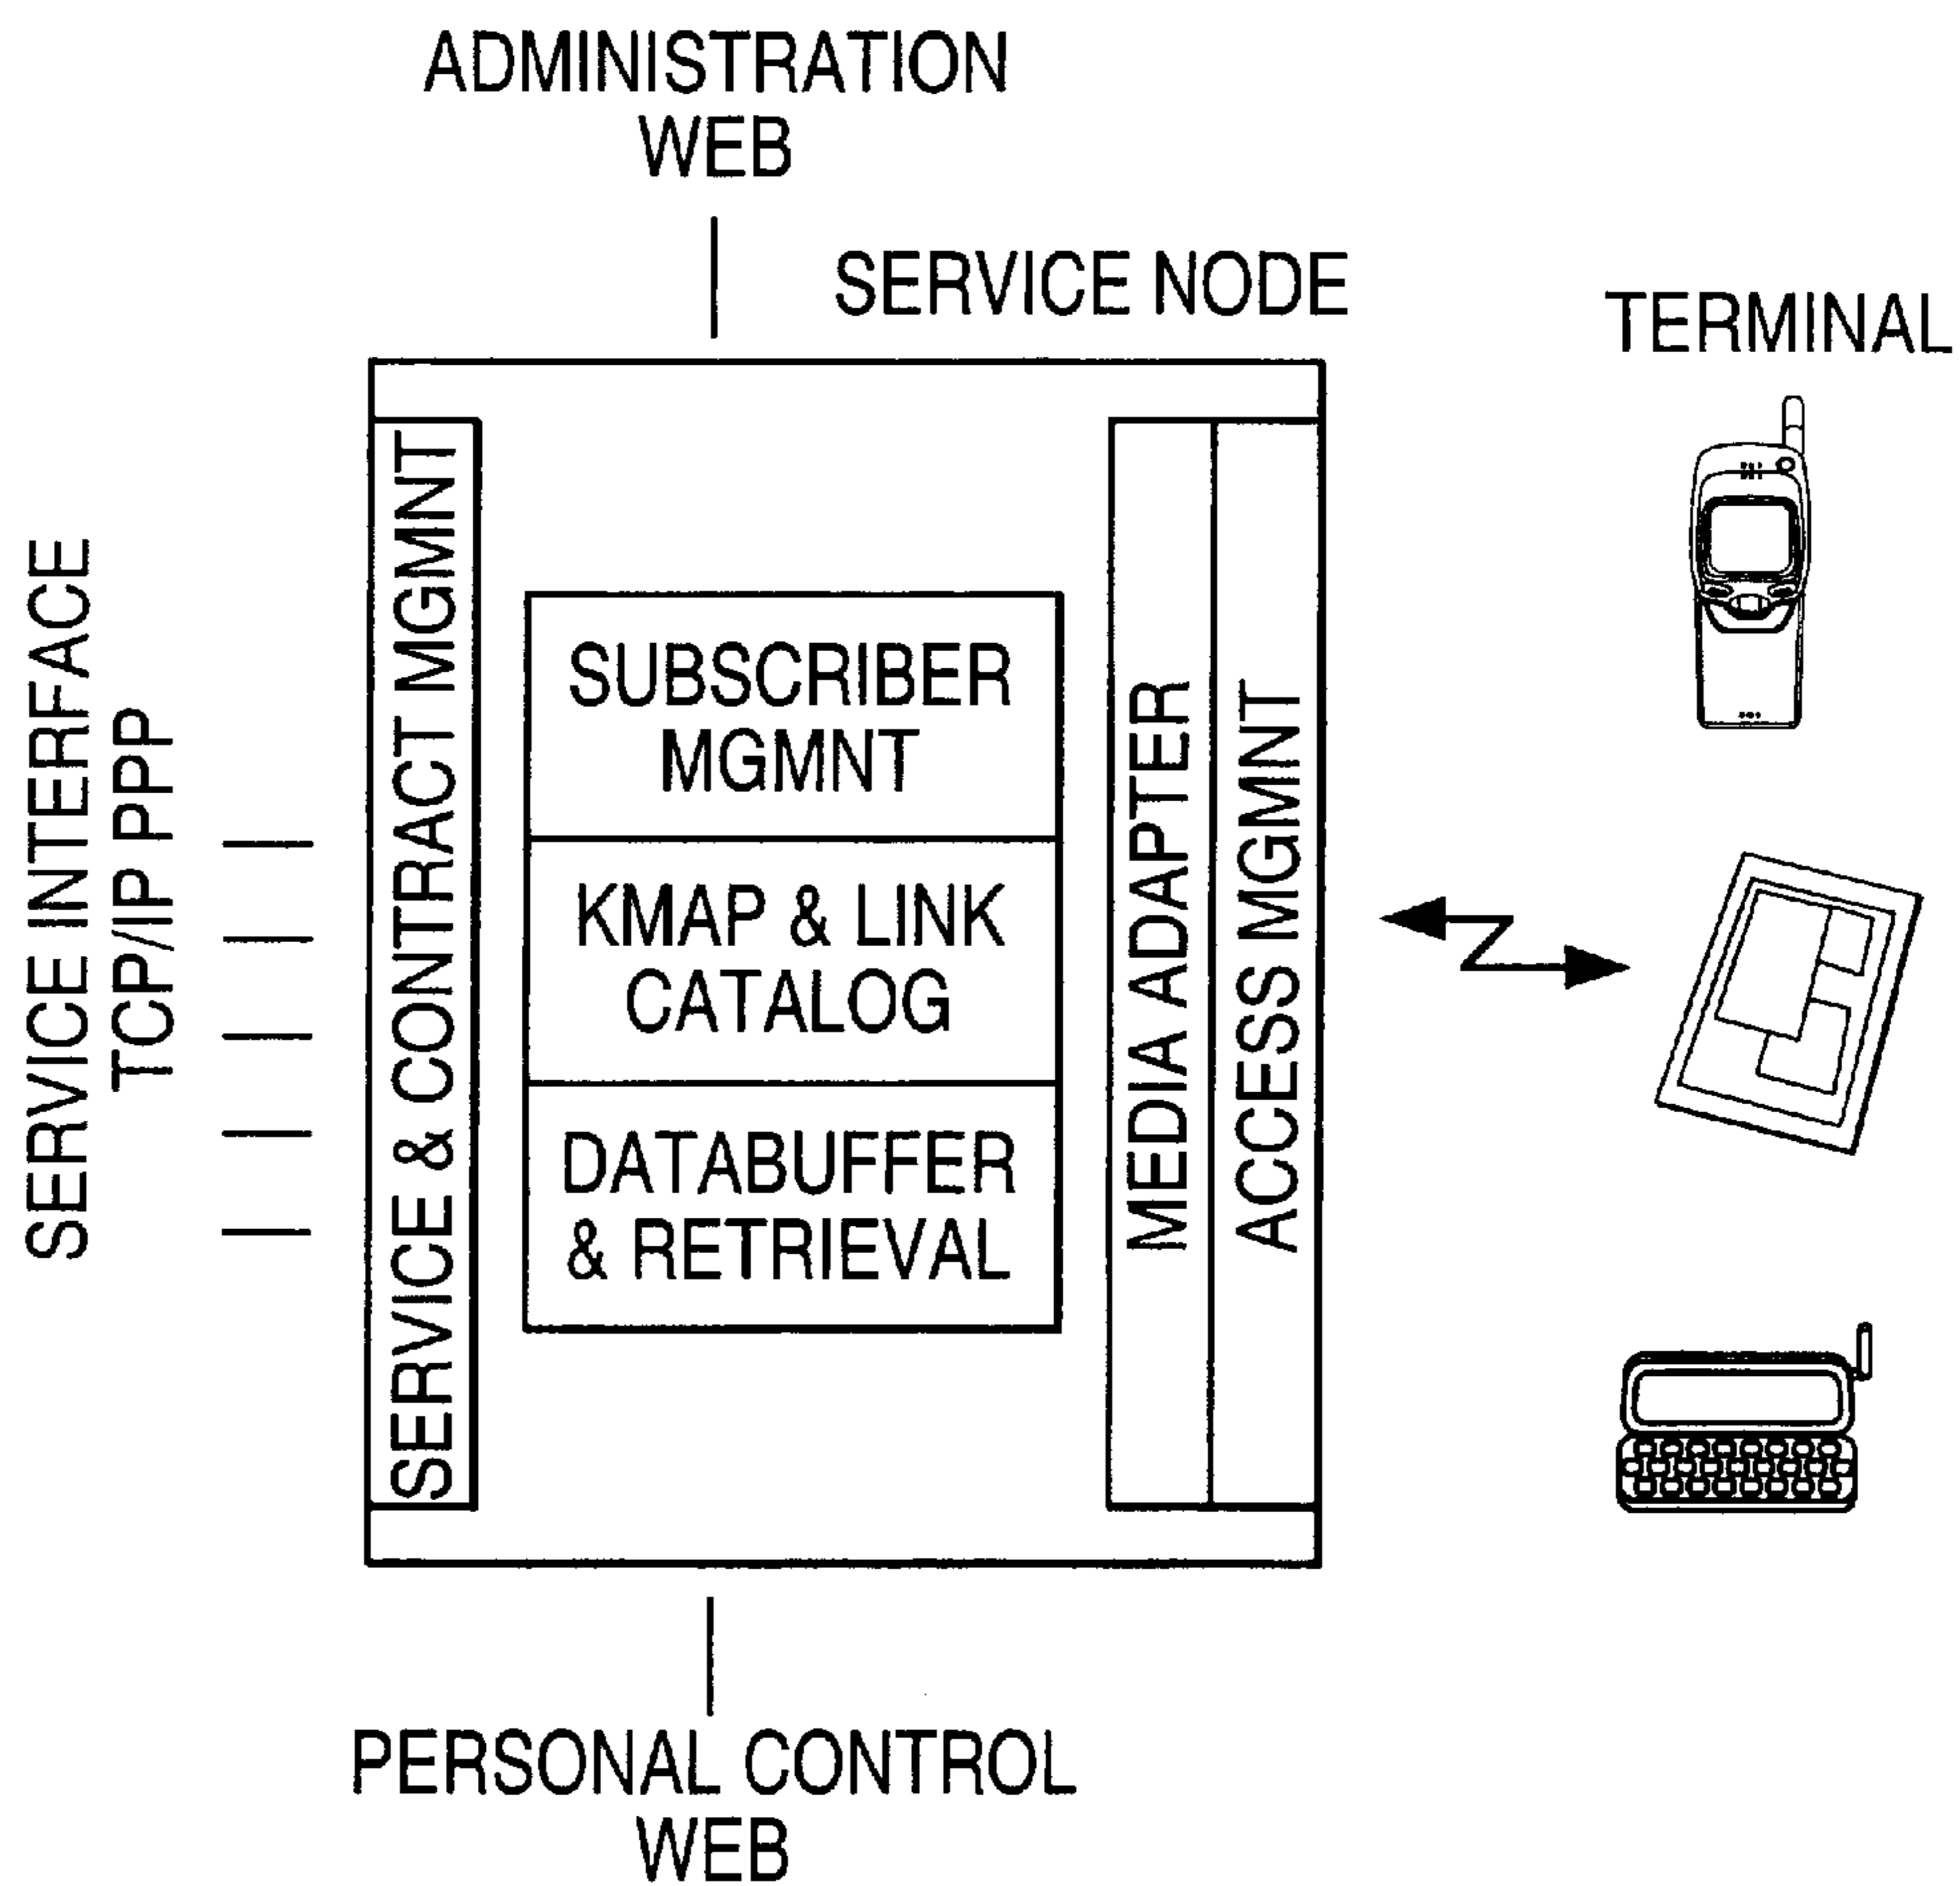 ADMINISTRATION
WEB
SERVICE NODE
TERMINAL
SERVICE INTERFACE
TCP/IP PPP
SERVICE & CONTRACT MGMNT
SUBSCRIBER
MGMNT
KMAP & LINK
CATALOG
DATABUFFER
& RETRIEVAL
MEDIA ADAPTER
ACCESS MGMNT
PERSONAL CONTROL
WEB